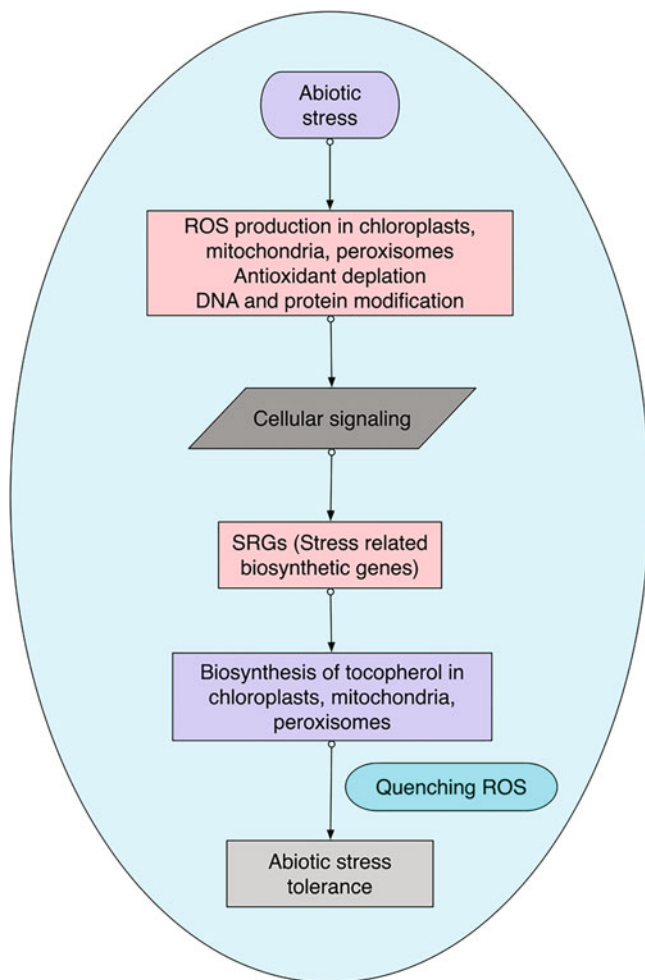 Abiotic
stress
ROS production in chloroplasts,
mitochondria, peroxisomes
Antioxidant deplation
DNA and protein modification
Cellular signaling
SRGs (Stress related
biosynthetic genes)
Biosynthesis of tocopherol in
chloroplasts, mitochondria,
peroxisomes
Quenching ROS
Abiotic stress
tolerance